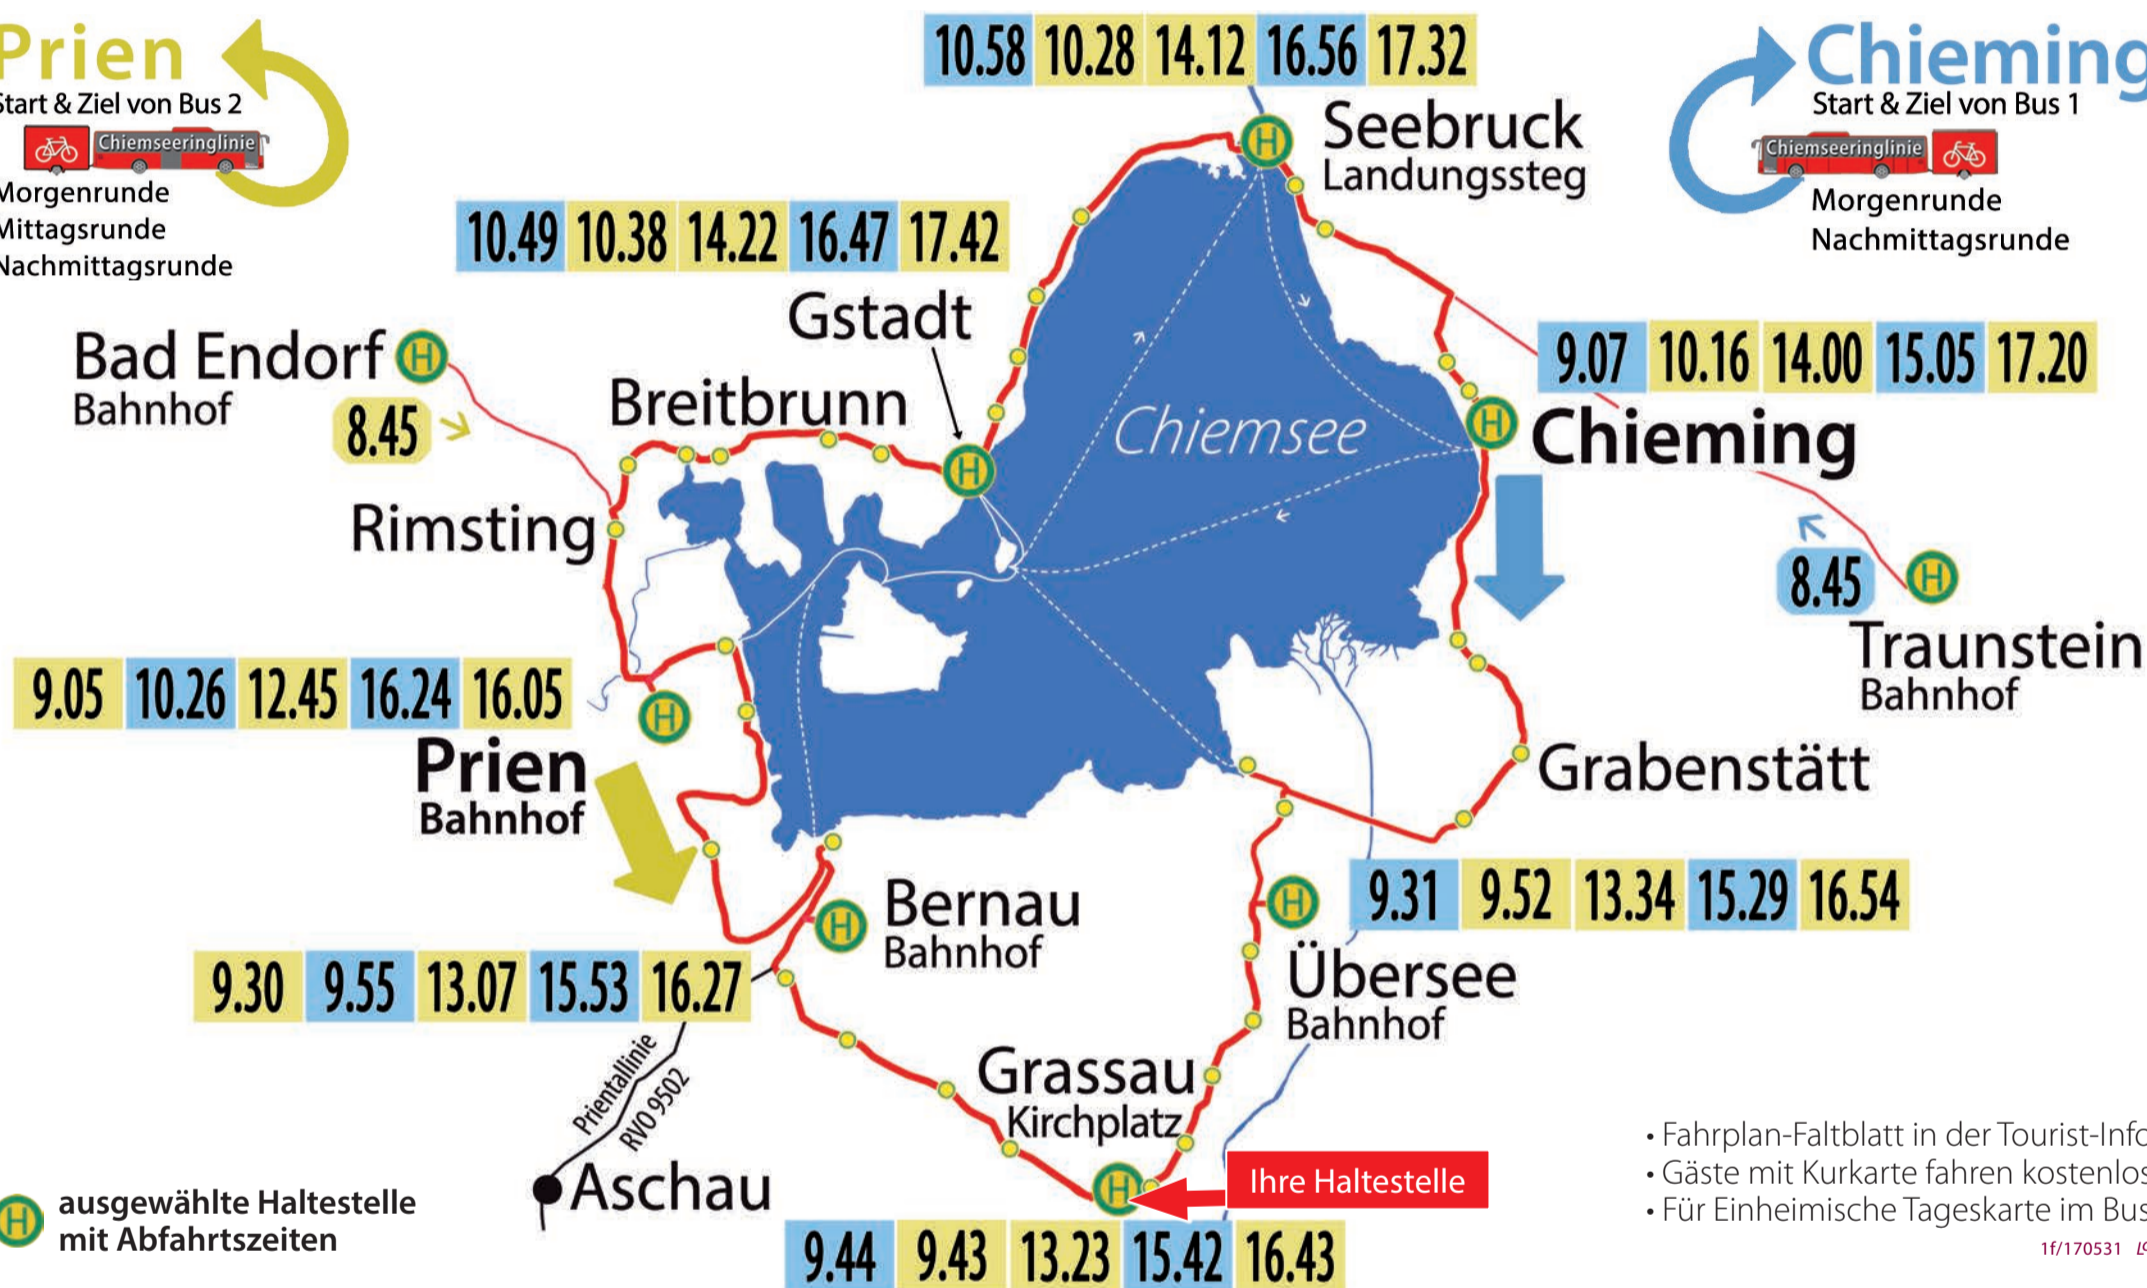 Prien
Start & Ziel von Bus 2
Chiemseeringlinie
Morgenrunde
Mittagsrunde
Nachmittagsrunde
10.58 10.28 14.12 16.56 17.32
Seebruck
Landungssteg
Chieming
Start & Ziel von Bus 1
Chiemseeringlinie
Morgenrunde
Nachmittagsrunde
10.49 10.38 14.22 16.47 17.42
Gstadt
Bad Endorf H
Bahnhof
8.45
Breitbrunn
H
H
Chiemsee
9.07 10.16 14.00 15.05 17.20
H Chieming
Rimsting
8.45 H
Traunstein
Bahnhof
9.05 10.26 12.45 16.24 16.05
H
Prien
Bahnhof
Grabenstätt
H Bernau
Bahnhof
H
9.31 9.52 13.34 15.29 16.54
Übersee
Bahnhof
9.30 9.55 13.07 15.53 16.27
Prientallinie
RVO 9502
Aschau
Grassau
Kirchplatz
H
Ihre Haltestelle
9.44 9.43 13.23 15.42 16.43
H ausgewählte Haltestelle
mit Abfahrtszeiten
• Fahrplan-Faltblatt in der Tourist-Info
• Gäste mit Kurkarte fahren kostenlos
• Für Einheimische Tageskarte im Bus
1f/170531